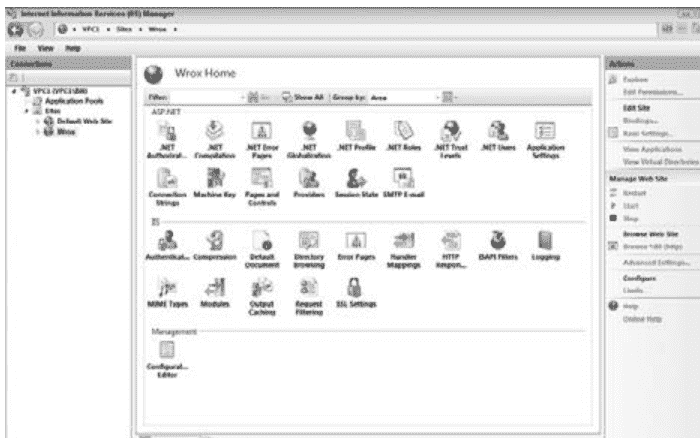 Internet Information Services (IIS) Manager
VPC1 ▸ Sites ▸ Wrox ▸
File View Help
Connections
VPC1 (VPC1\Bill)
Application Pools
Sites
Default Web Site
Wrox
Wrox Home
Filter: Go Show All Group by: Area
ASP.NET
.NET Authorizat... .NET Compilation .NET Error Pages .NET Globalization .NET Profile .NET Roles .NET Trust Levels .NET Users Application Settings
Connection Strings Machine Key Pages and Controls Providers Session State SMTP E-mail
IIS
Authenticat... Compression Default Document Directory Browsing Error Pages Handler Mappings HTTP Respon... ISAPI Filters Logging
MIME Types Modules Output Caching Request Filtering SSL Settings
Management
Configurat... Editor
Actions
Explore
Edit Permissions...
Edit Site
Bindings...
Basic Settings...
View Applications
View Virtual Directories
Manage Web Site
Restart
Start
Stop
Browse Web Site
Advanced Settings...
Configure
Limits...
Help
Online Help